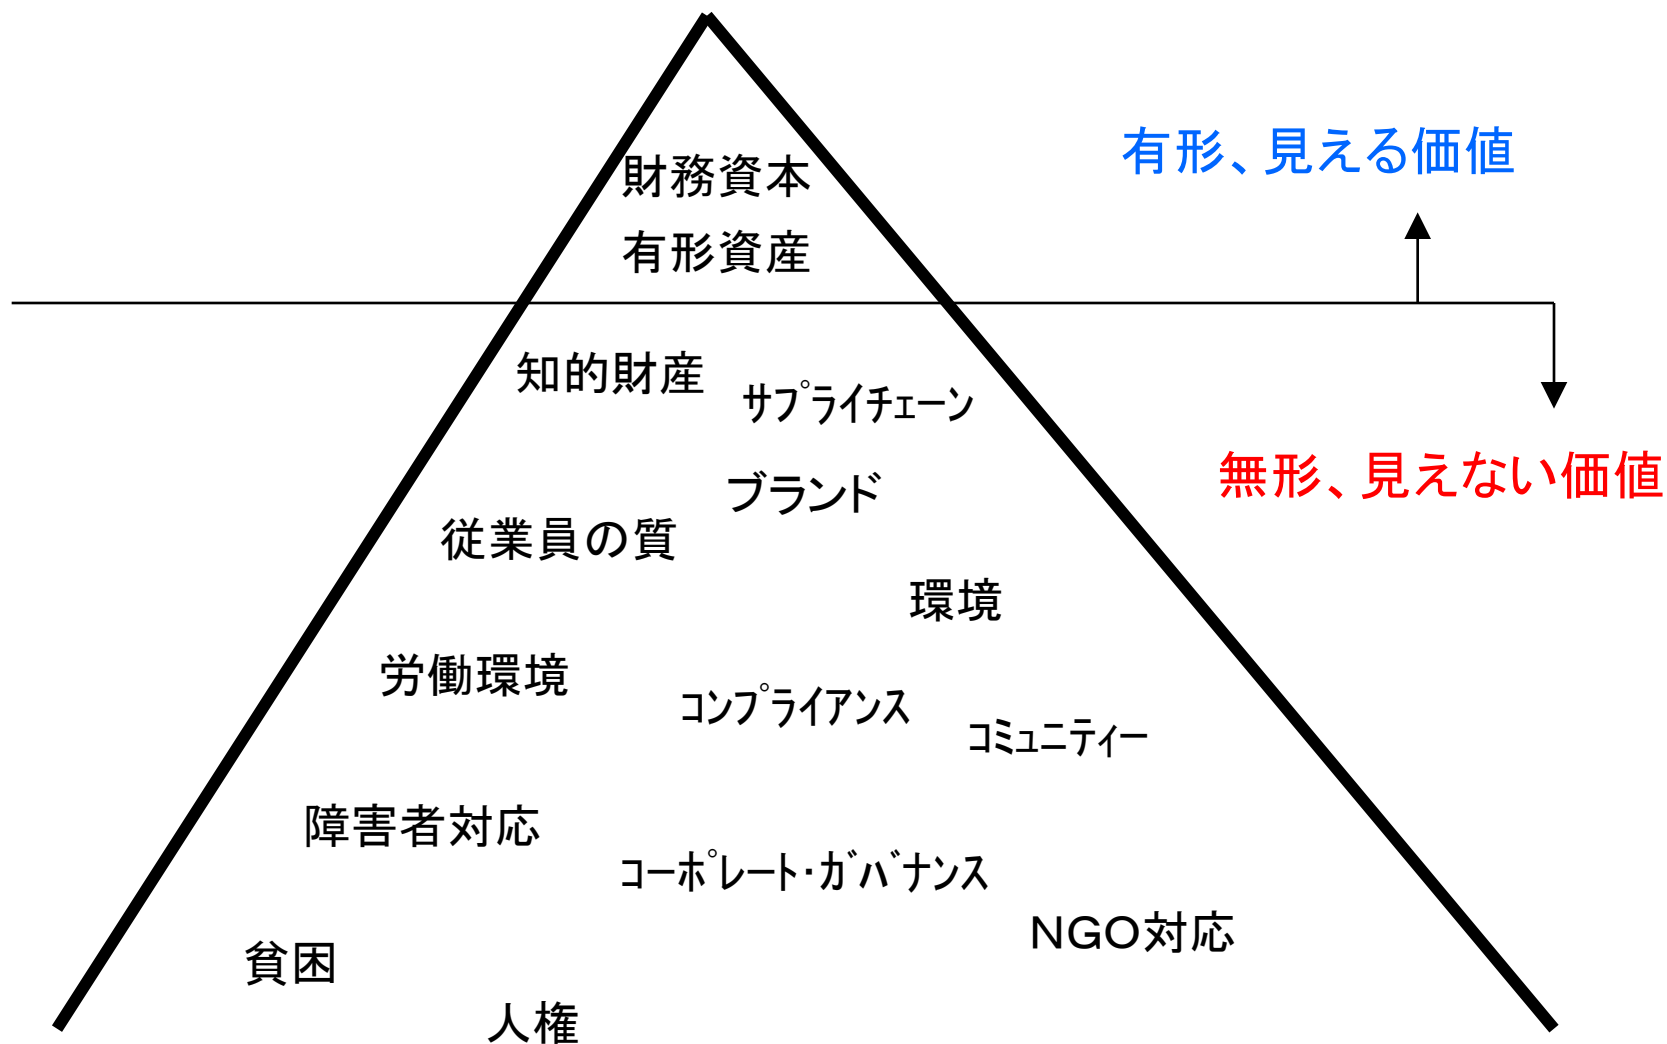 有形、見える価値
財務資本
有形資産
知的財産
ｻﾌﾟﾗｲﾁｪｰﾝ
無形、見えない価値
ブランド
従業員の質
環境
労働環境
ｺﾝﾌﾟﾗｲｱﾝｽ
ｺﾐｭﾆﾃｨｰ
障害者対応
ｺｰﾎﾟﾚｰﾄ･ｶﾞﾊﾞﾅﾝｽ
ＮＧＯ対応
貧困
人権